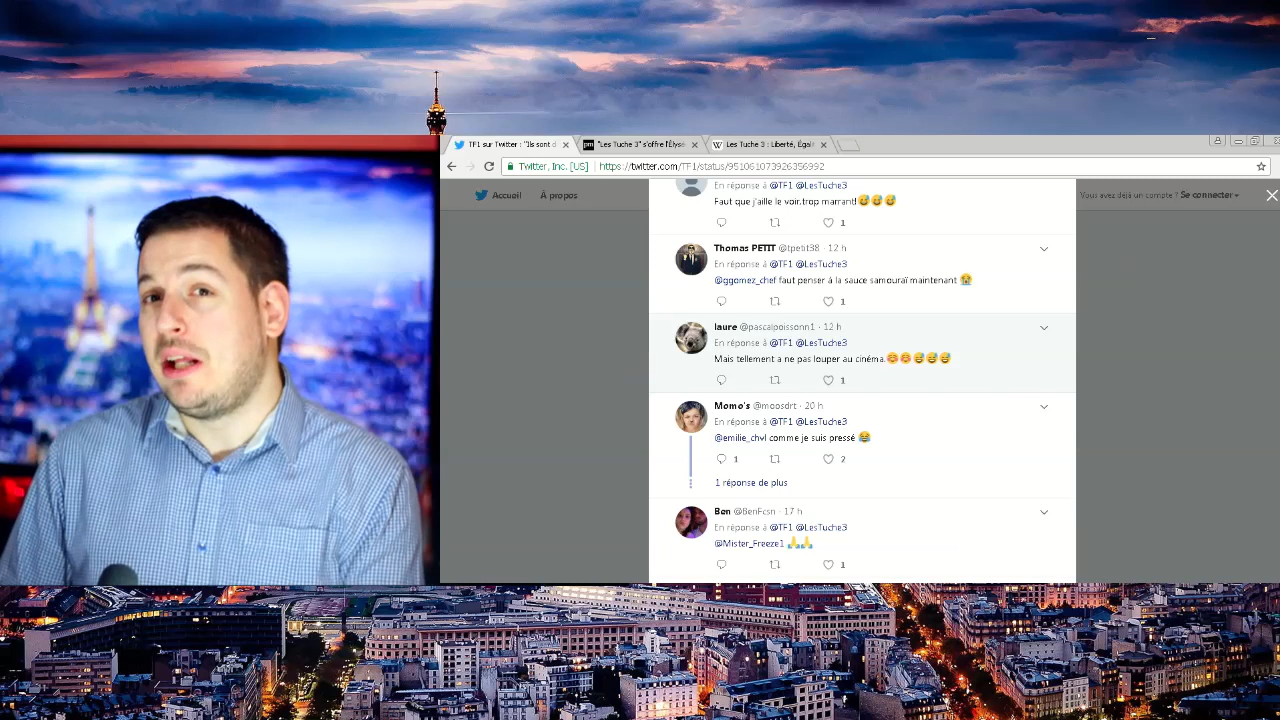 TF1 sur Twitter : "Ils sont d
"Les Tuche 3" s'offre l'Élysé
Les Tuche 3 : Liberté, Égal
Twitter, Inc. [US]
https://twitter.com/TF1/status/951061073926356992
Accueil
À propos
Vous avez déjà un compte ? Se connecter
En réponse à @TF1 @LesTuche3
Faut que j'aille le voir.trop marrant!😅😅😅
1
Thomas PETIT @tpetit38 · 12 h
En réponse à @TF1 @LesTuche3
@ggomez_chef faut penser à la sauce samouraï maintenant 😭
1
laure @pascalpoissonn1 · 12 h
En réponse à @TF1 @LesTuche3
Mais tellement a ne pas louper au cinéma.😊😊😅😅😅
1
Momo's @moosdrt · 20 h
En réponse à @TF1 @LesTuche3
@emilie_chvl comme je suis pressé 😂
1 2
1 réponse de plus
Ben @BenFcsn · 17 h
En réponse à @TF1 @LesTuche3
@Mister_Freeze1 🙏🙏
1